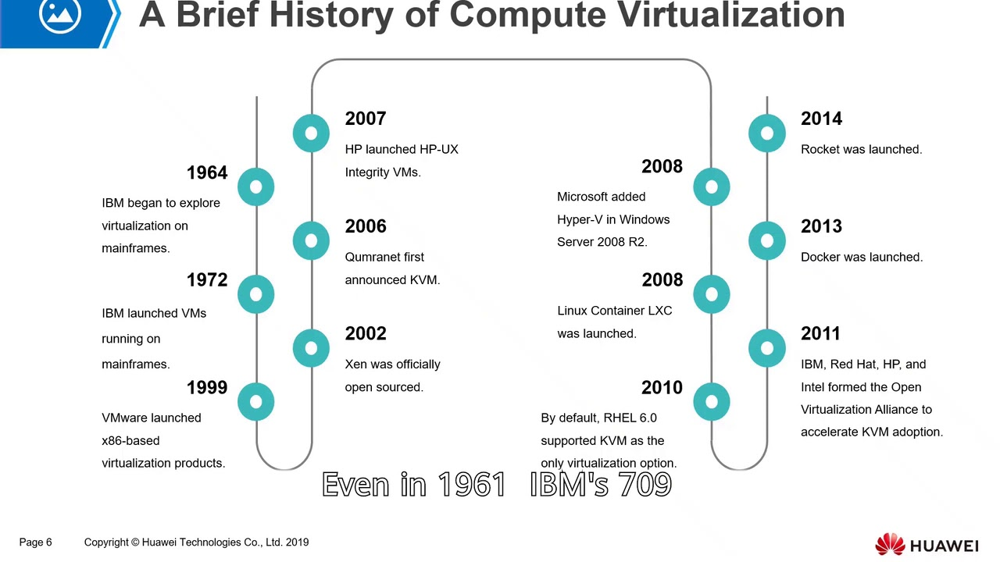 A Brief History of Compute Virtualization
1964
IBM began to explore
virtualization on
mainframes.
1972
IBM launched VMs
running on
mainframes.
1999
VMware launched
x86-based
virtualization products.
2007
HP launched HP-UX
Integrity VMs.
2006
Qumranet first
announced KVM.
2002
Xen was officially
open sourced.
2008
Microsoft added
Hyper-V in Windows
Server 2008 R2.
2008
Linux Container LXC
was launched.
2010
By default, RHEL 6.0
supported KVM as the
only virtualization option.
2014
Rocket was launched.
2013
Docker was launched.
2011
IBM, Red Hat, HP, and
Intel formed the Open
Virtualization Alliance to
accelerate KVM adoption.
Even in 1961 IBM's 709
Page 6 Copyright © Huawei Technologies Co., Ltd. 2019
HUAWEI